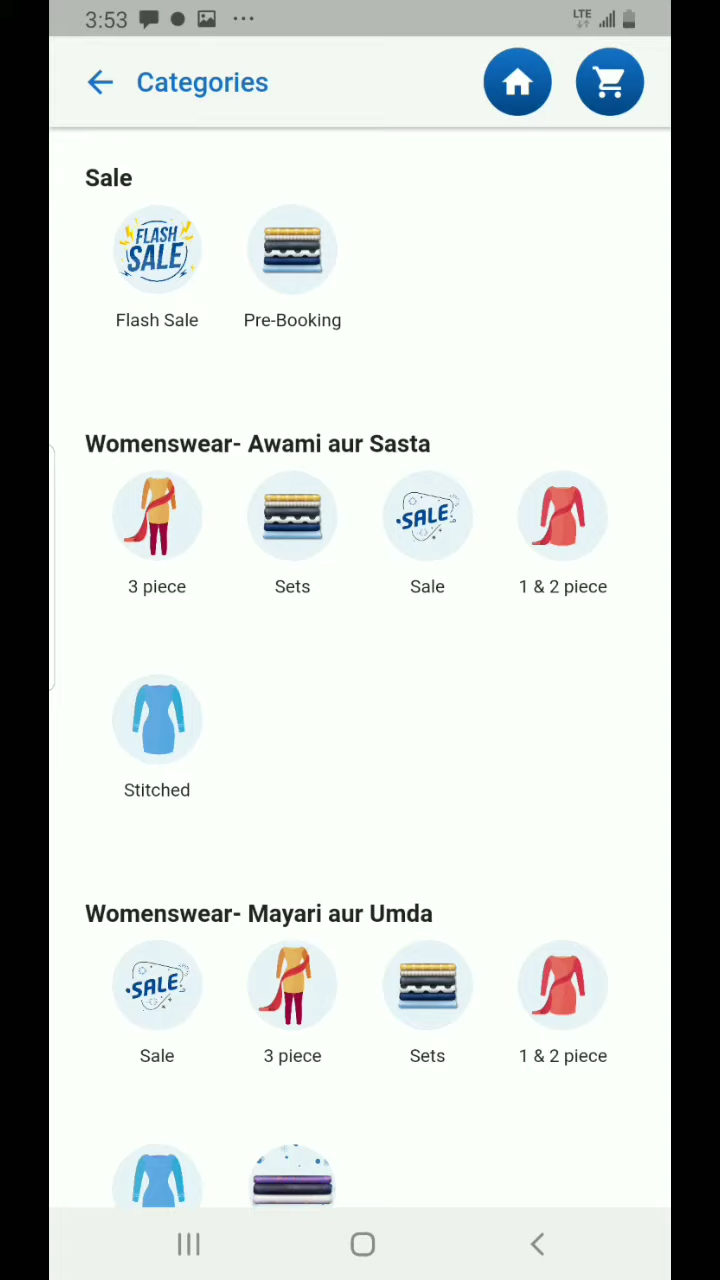 3:53
LTE
Categories
Sale
FLASH
SALE
Flash Sale
Pre-Booking
Womenswear- Awami aur Sasta
SALE
3 piece
Sets
Sale
1 & 2 piece
Stitched
Womenswear- Mayari aur Umda
SALE
Sale
3 piece
Sets
1 & 2 piece